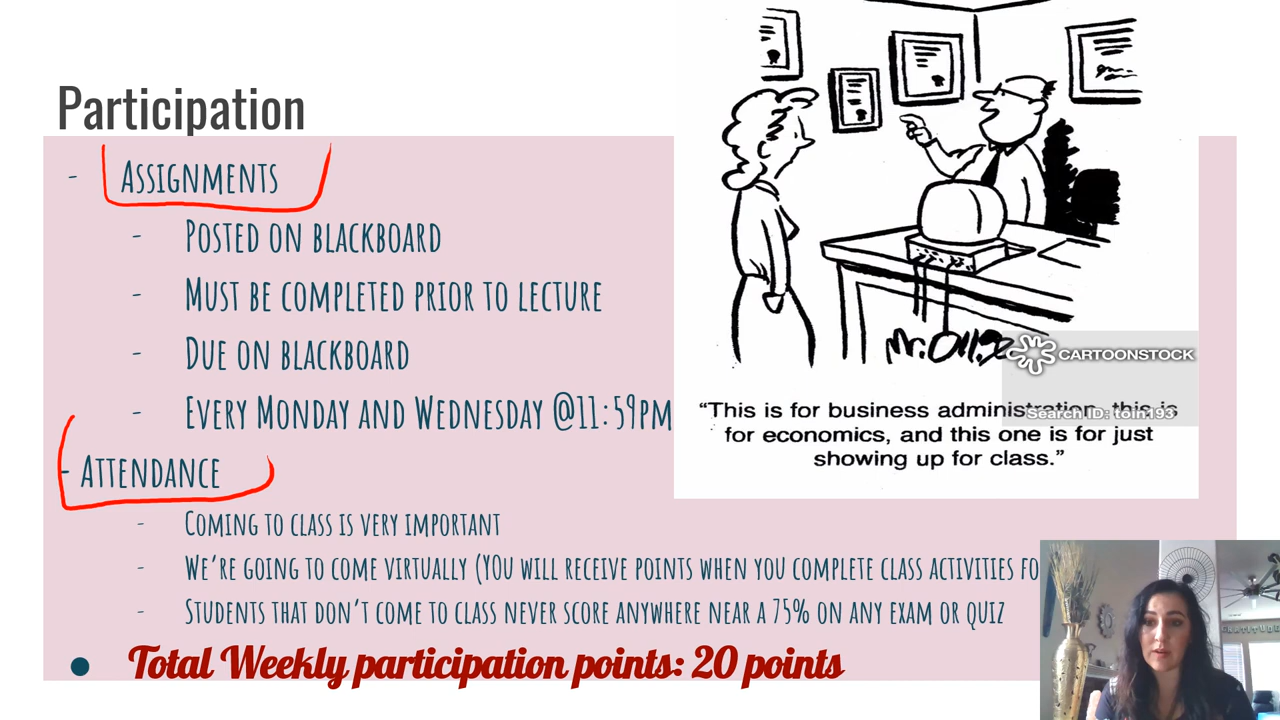 Participation
- ASSIGNMENTS
- POSTED ON BLACKBOARD
- MUST BE COMPLETED PRIOR TO LECTURE
- DUE ON BLACKBOARD
- EVERY MONDAY AND WEDNESDAY @11:59PM
- ATTENDANCE
- COMING TO CLASS IS VERY IMPORTANT
- WE'RE GOING TO COME VIRTUALLY (YOU WILL RECEIVE POINTS WHEN YOU COMPLETE CLASS ACTIVITIES FO
- STUDENTS THAT DON'T COME TO CLASS NEVER SCORE ANYWHERE NEAR A 75% ON ANY EXAM OR QUIZ
● Total Weekly participation points: 20 points
CARTOONSTOCK
Search ID: toin193
"This is for business administration, this is
for economics, and this one is for just
showing up for class."